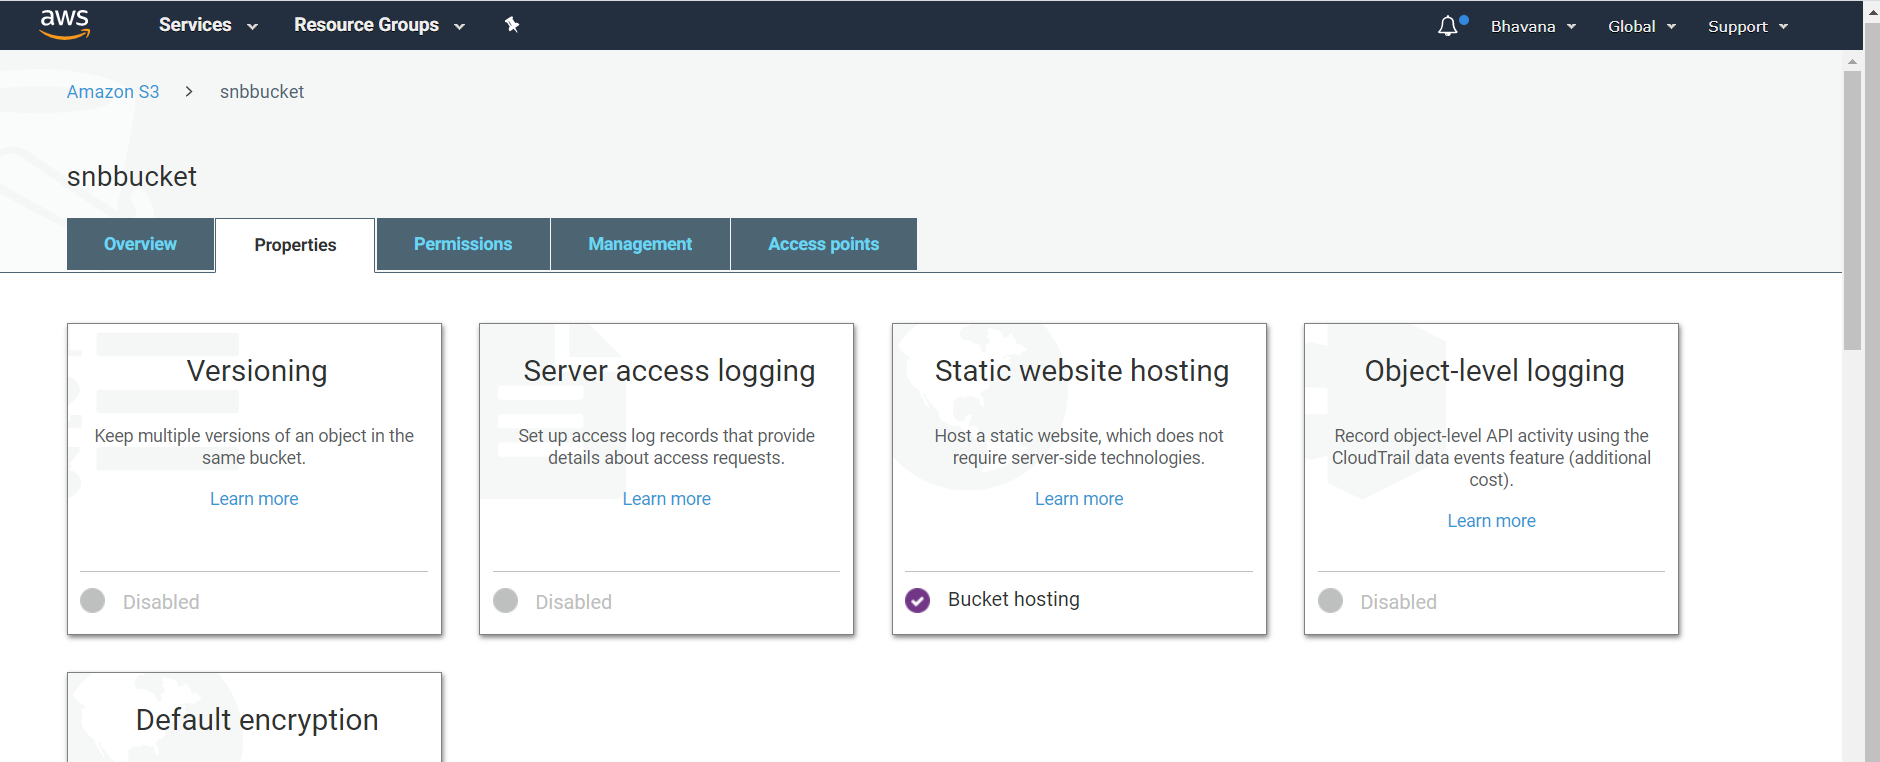 aws Services Resource Groups Bhavana Global Support
Amazon S3 > snbbucket
snbbucket
Overview Properties Permissions Management Access points
Versioning
Keep multiple versions of an object in the
same bucket.
Learn more
Disabled
Server access logging
Set up access log records that provide
details about access requests.
Learn more
Disabled
Static website hosting
Host a static website, which does not
require server-side technologies.
Learn more
Bucket hosting
Object-level logging
Record object-level API activity using the
CloudTrail data events feature (additional
cost).
Learn more
Disabled
Default encryption